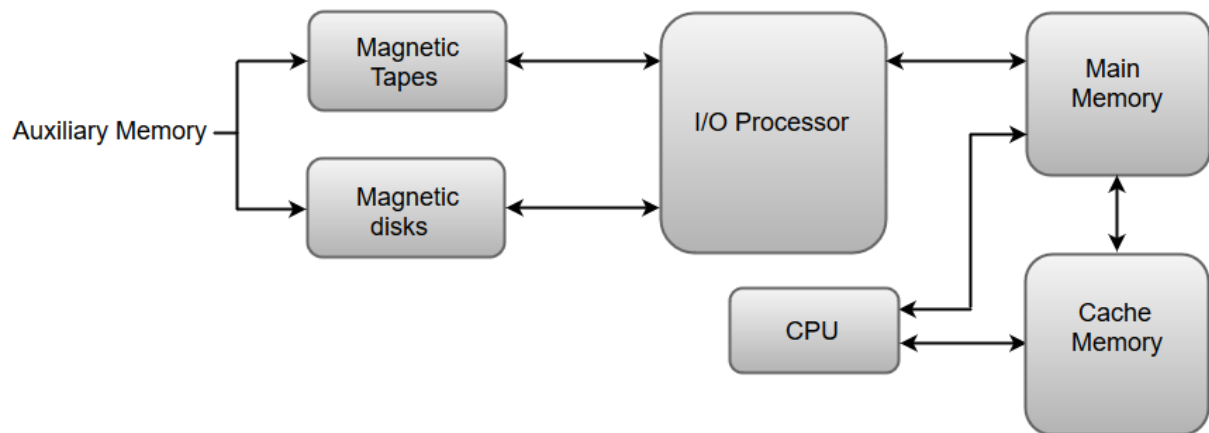 Magnetic
Tapes
Auxiliary Memory
Magnetic
disks
I/O Processor
Main
Memory
CPU
Cache
Memory